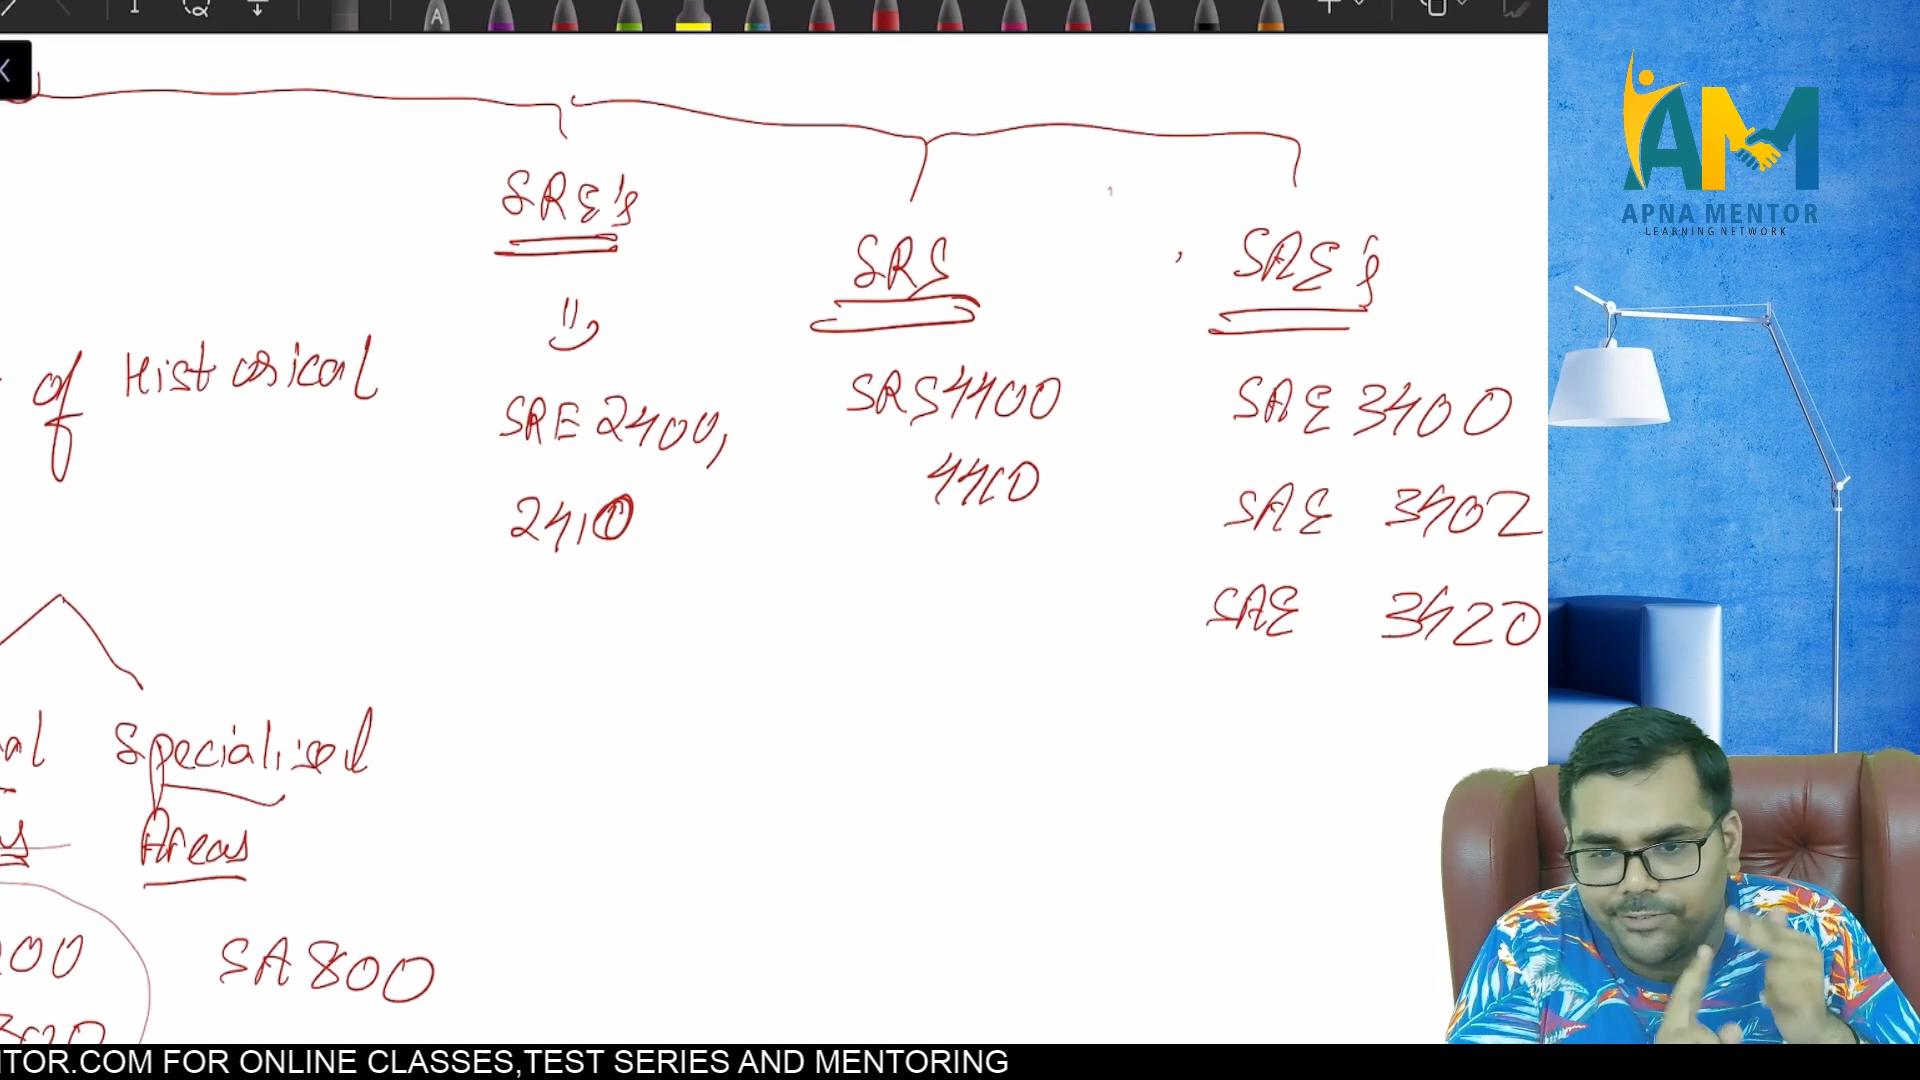 SRE's
SRS
SAE's
of Historical
SRE 2400,
2410
SRS 4400
4410
SAE 3400
SAE 3402
SAE 3420
Specialised
Areas
SA 800
AM
APNA MENTOR
LEARNING NETWORK
TOR.COM FOR ONLINE CLASSES,TEST SERIES AND MENTORING